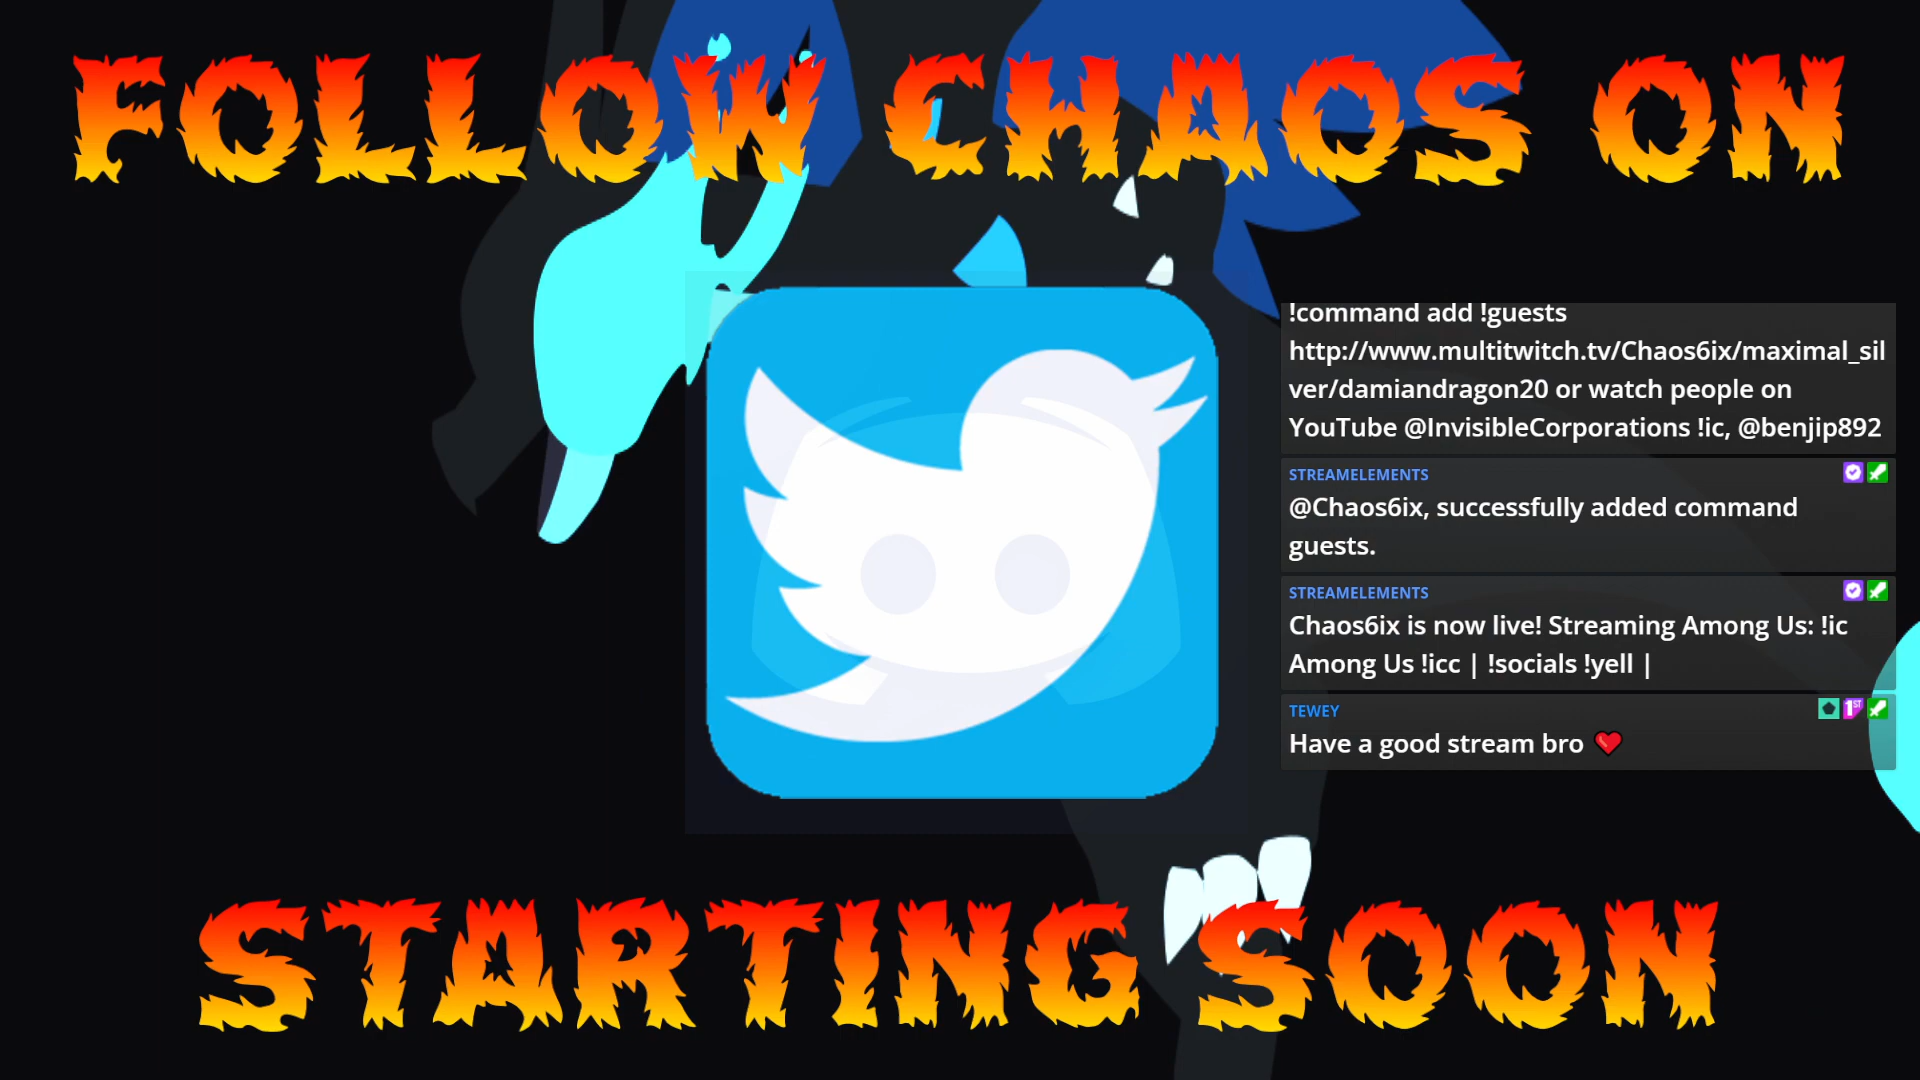 FOLLOW CHAOS ON
!command add !guests
http://www.multitwitch.tv/Chaos6ix/maximal_sil
ver/damiandragon20 or watch people on
YouTube @InvisibleCorporations !ic, @benjip892
STREAMELEMENTS
@Chaos6ix, successfully added command
guests.
STREAMELEMENTS
Chaos6ix is now live! Streaming Among Us: !ic
Among Us !icc | !socials !yell |
TEWEY
1ST
Have a good stream bro
STARTING SOON